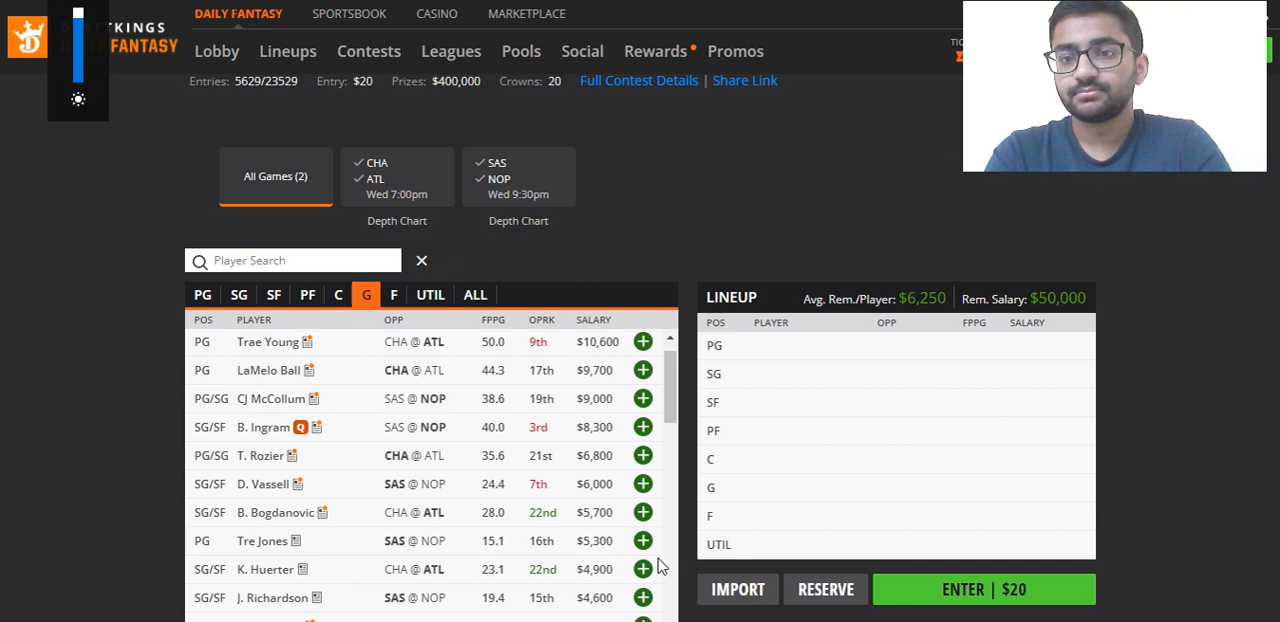 DAILY FANTASY SPORTSBOOK CASINO MARKETPLACE
KINGS
FANTASY
Lobby Lineups Contests Leagues Pools Social Rewards Promos
Entries: 5629/23529 Entry: $20 Prizes: $400,000 Crowns: 20 Full Contest Details | Share Link
All Games (2)
CHA
ATL
Wed 7:00pm
SAS
NOP
Wed 9:30pm
Depth Chart Depth Chart
Player Search
PG SG SF PF C G F UTIL ALL
POS PLAYER OPP FPPG OPRK SALARY
PG Trae Young CHA @ ATL 50.0 9th $10,600
PG LaMelo Ball CHA @ ATL 44.3 17th $9,700
PG/SG CJ McCollum SAS @ NOP 38.6 19th $9,000
SG/SF B. Ingram Q SAS @ NOP 40.0 3rd $8,300
PG/SG T. Rozier CHA @ ATL 35.6 21st $6,800
SG/SF D. Vassell SAS @ NOP 24.4 7th $6,000
SG/SF B. Bogdanovic CHA @ ATL 28.0 22nd $5,700
PG Tre Jones SAS @ NOP 15.1 16th $5,300
SG/SF K. Huerter CHA @ ATL 23.1 22nd $4,900
SG/SF J. Richardson SAS @ NOP 19.4 15th $4,600
LINEUP Avg. Rem./Player: $6,250 Rem. Salary: $50,000
POS PLAYER OPP FPPG SALARY
PG
SG
SF
PF
C
G
F
UTIL
IMPORT RESERVE ENTER | $20